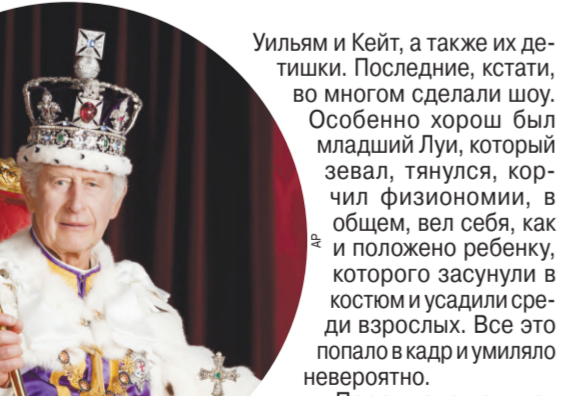 Уильям и Кейт, а также их де-
тишки. Последние, кстати,
во многом сделали шоу.
Особенно хорош был
младший Луи, который
зевал, тянулся, кор-
чил физиономии, в
общем, вел себя, как
и положено ребенку,
которого засунули в
костюм и усадили сре-
ди взрослых. Все это
попало в кадр и умиляло
невероятно.
AP